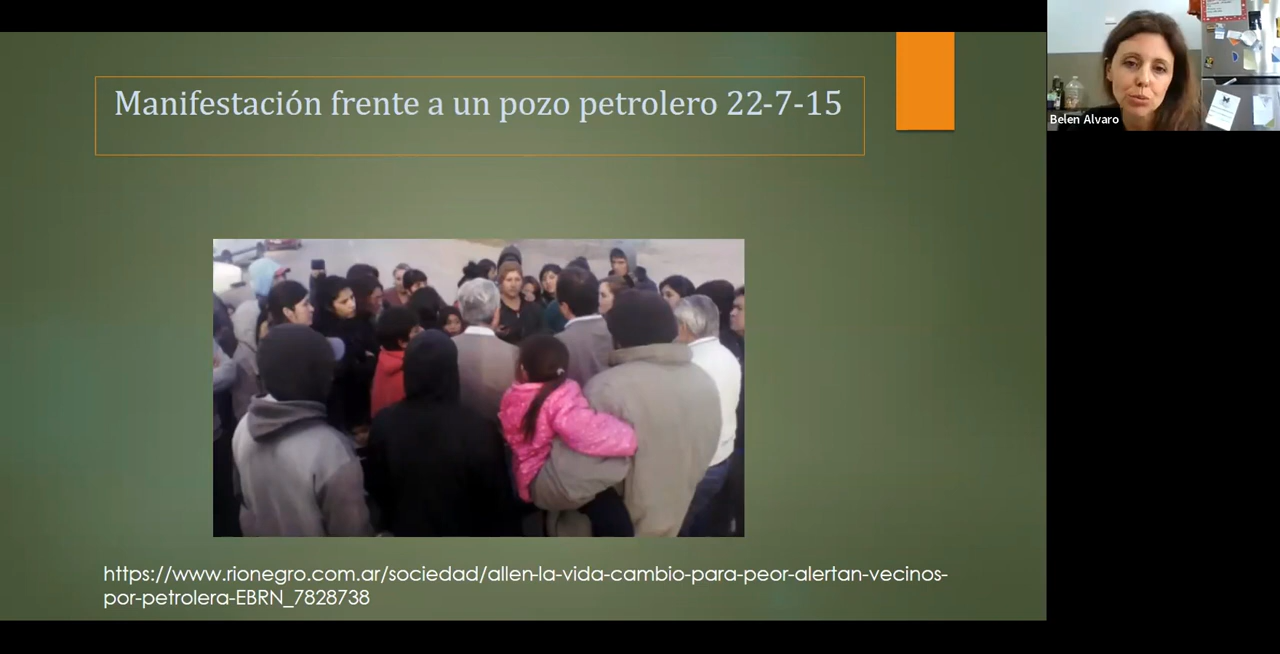 Manifestación frente a un pozo petrolero 22-7-15
Belen Alvaro
https://www.rionegro.com.ar/sociedad/allen-la-vida-cambio-para-peor-alertan-vecinos-
por-petrolera-EBRN_7828738